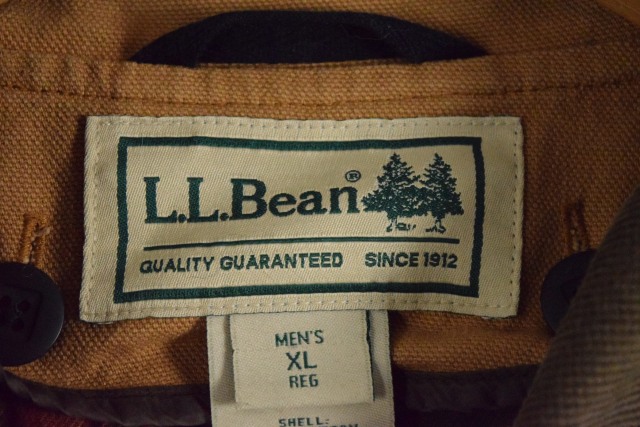 L.L.Bean®
QUALITY GUARANTEED SINCE 1912
MEN'S
XL
REG
SHELL: